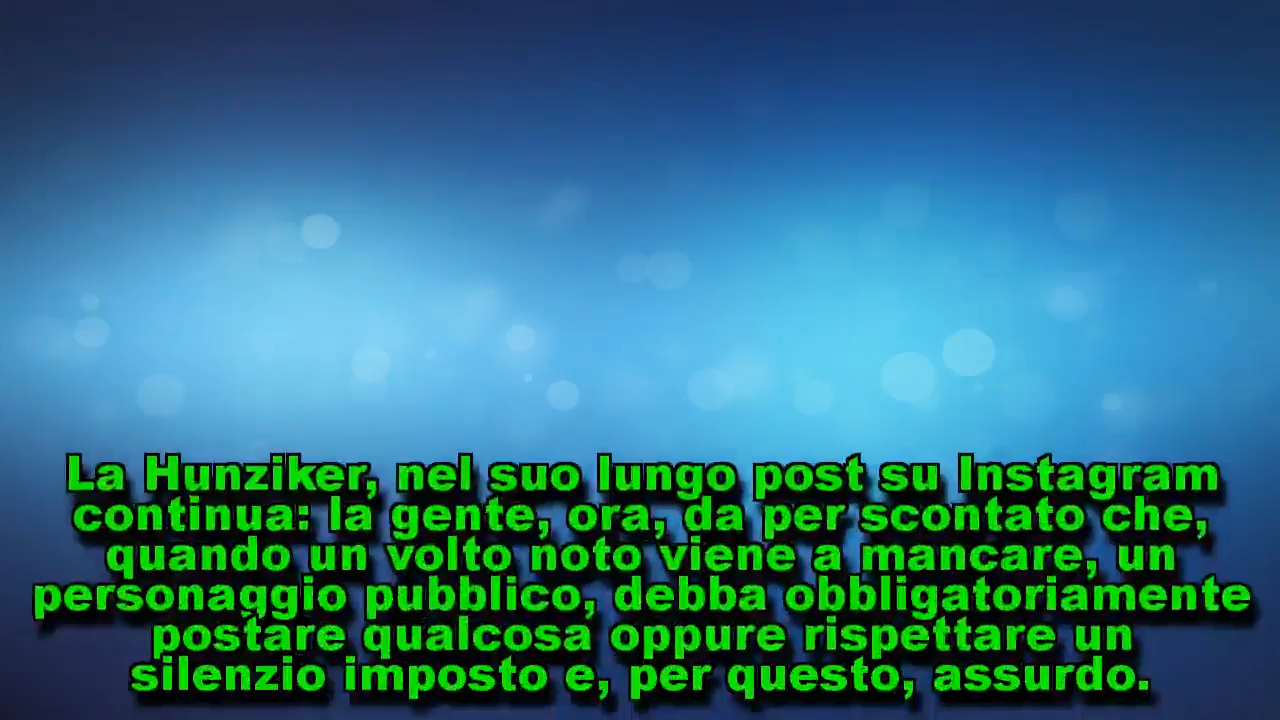 La Hunziker, nel suo lungo post su Instagram
continua: la gente, ora, da per scontato che,
quando un volto noto viene a mancare, un
personaggio pubblico, debba obbligatoriamente
postare qualcosa oppure rispettare un
silenzio imposto e, per questo, assurdo.